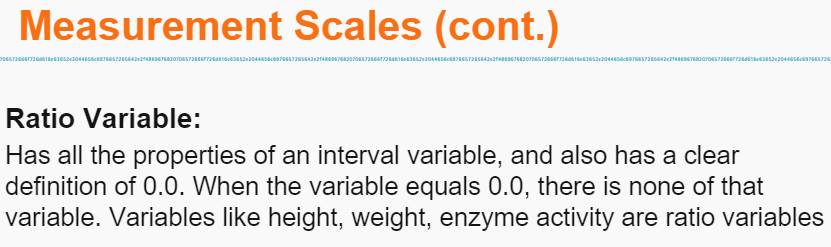 Measurement Scales (cont.)
Ratio Variable:
Has all the properties of an interval variable, and also has a clear
definition of 0.0. When the variable equals 0.0, there is none of that
variable. Variables like height, weight, enzyme activity are ratio variables